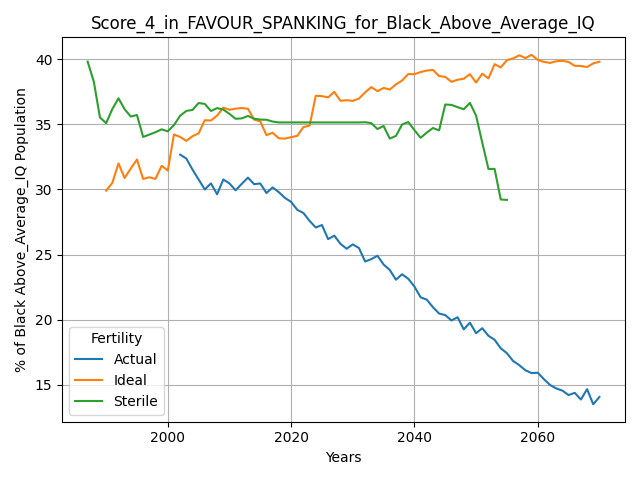 Score_4_in_FAVOUR_SPANKING_for_Black_Above_Average_IQ
% of Black Above_Average_IQ Population
40
35
30
25
20
15
Fertility
Actual
Ideal
Sterile
2000 2020 2040 2060
Years